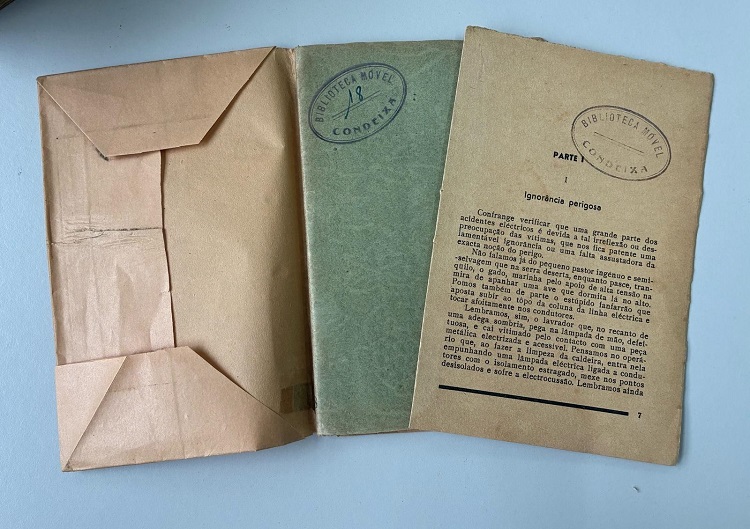 BIBLIOTECA MÓVEL
18
CONDEIXA
BIBLIOTECA MÓVEL
CONDEIXA
PARTE I
I
Ignorância perigosa
Confrange verificar que uma grande parte dos
acidentes eléctricos é devida a tal irreflexão ou des-
preocupação das vítimas, que nos fica patente uma
lamentável ignorância ou uma falta assustadora da
exacta noção do perigo.
Não falamos já do pequeno pastor ingénuo e semi-
-selvagem que na serra deserta, enquanto pasce, tran-
quilo, o gado, marinha pelo apoio de alta tensão na
mira de apanhar uma ave que dormita lá no alto.
Pomos também de parte o estúpido fanfarrão que
aposta subir ao tôpo da coluna da linha eléctrica e
tocar afoitamente nos condutores.
Lembramos, sim, o lavrador que, no recanto de
uma adega sombria, pega na lâmpada de mão, defei-
tuosa, e cai vitimado pelo contacto com uma peça
metálica electrizada e acessível. Pensamos no operá-
rio que, ao fazer a limpeza da caldeira, entra nela
empunhando uma lâmpada eléctrica ligada a condu-
tores com o isolamento estragado, mexe nos pontos
desisolados e sofre a electrocussão. Lembramos ainda
7